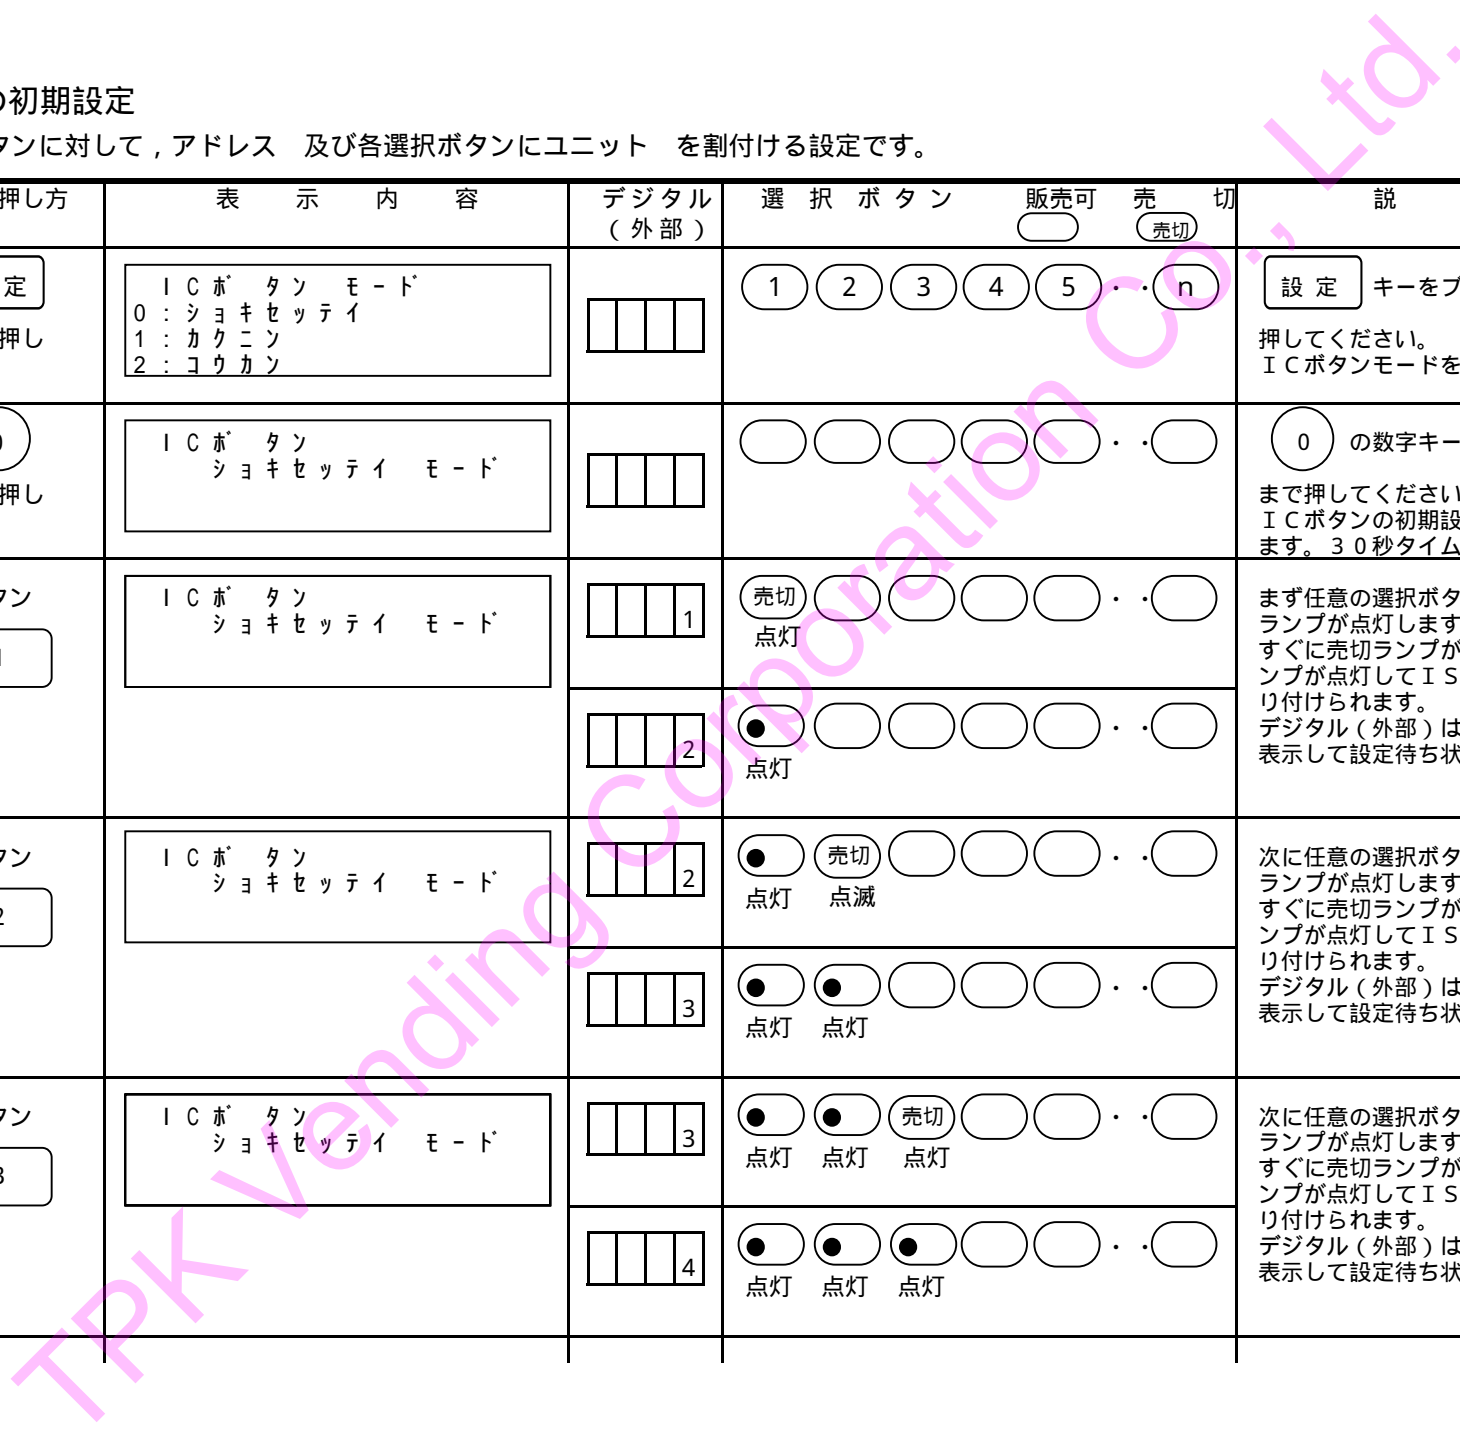 の初期設定
タンに対して，アドレス　及び各選択ボタンにユニット　を割付ける設定です。
押し方　表　示　内　容　デジタル　選　択　ボ　タ　ン　販売可　売　切　説
（外部）　売切
定
押し
ＩＣﾎﾞﾀﾝ ﾓｰﾄﾞ
0：ｼｮｷｾｯﾃｲ
1：ｶｸﾆﾝ
2：ｺｳｶﾝ
1 2 3 4 5・・n
設 定 キーをプ
押してください。
ＩＣボタンモードを
押し
ＩＣﾎﾞﾀﾝ
ｼｮｷｾｯﾃｲ ﾓｰﾄﾞ
・・
0 の数字キー
まで押してください
ＩＣボタンの初期設
ます。３０秒タイム
タン
1
ＩＣﾎﾞﾀﾝ
ｼｮｷｾｯﾃｲ ﾓｰﾄﾞ
1
売切 ・・
点灯
2
・・
点灯
まず任意の選択ボタ
ランプが点灯します
すぐに売切ランプが
ンプが点灯してＩＳ
り付けられます。
デジタル（外部）は
表示して設定待ち状
タン
2
ＩＣﾎﾞﾀﾝ
ｼｮｷｾｯﾃｲ ﾓｰﾄﾞ
2
● 売切 ・・
点灯 点滅
3
● ● ・・
点灯 点灯
次に任意の選択ボタ
ランプが点灯します
すぐに売切ランプが
ンプが点灯してＩＳ
り付けられます。
デジタル（外部）は
表示して設定待ち状
タン
3
ＩＣﾎﾞﾀﾝ
ｼｮｷｾｯﾃｲ ﾓｰﾄﾞ
3
● ● 売切 ・・
点灯 点灯 点灯
4
● ● ● ・・
点灯 点灯 点灯
次に任意の選択ボタ
ランプが点灯します
すぐに売切ランプが
ンプが点灯してＩＳ
り付けられます。
デジタル（外部）は
表示して設定待ち状
TPK Vending Corporation Co., Ltd.